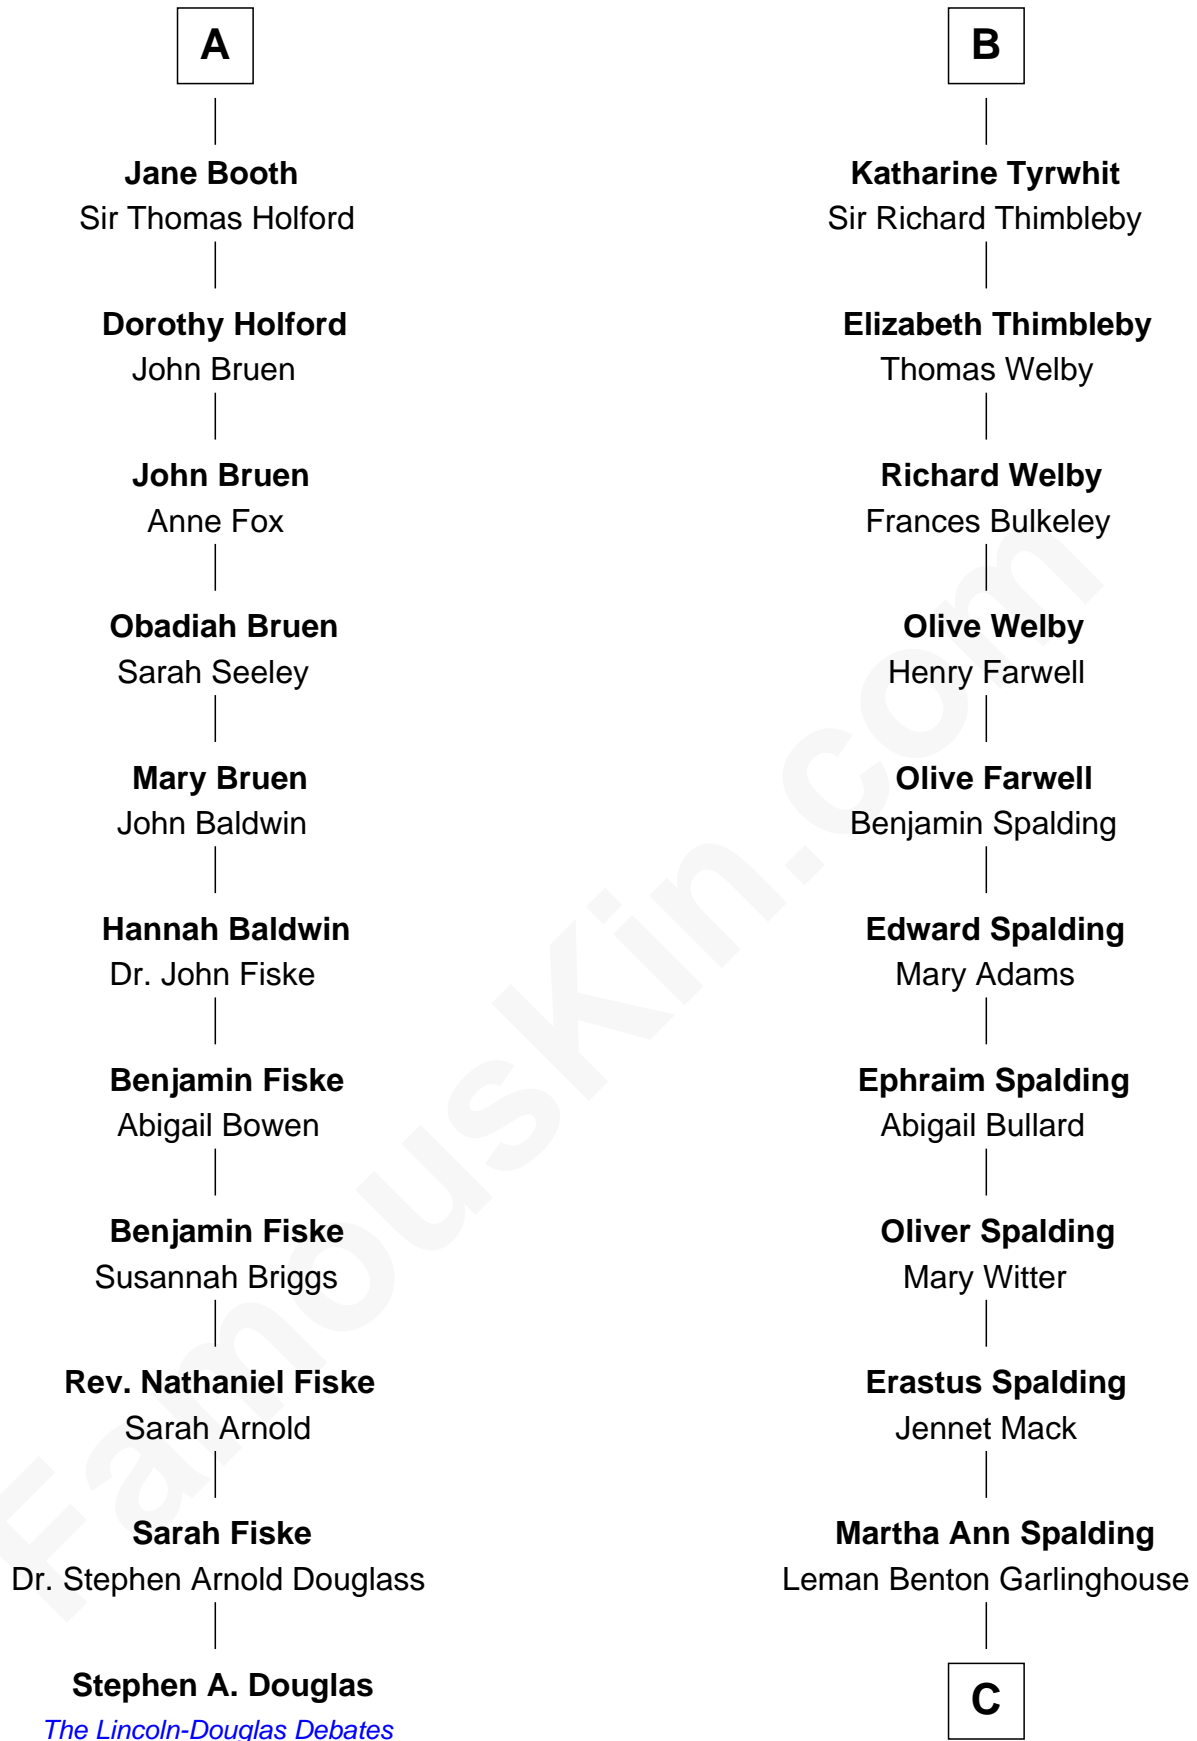 A
Jane Booth
Sir Thomas Holford
Dorothy Holford
John Bruen
John Bruen
Anne Fox
Obadiah Bruen
Sarah Seeley
Mary Bruen
John Baldwin
Hannah Baldwin
Dr. John Fiske
Benjamin Fiske
Abigail Bowen
Benjamin Fiske
Susannah Briggs
Rev. Nathaniel Fiske
Sarah Arnold
Sarah Fiske
Dr. Stephen Arnold Douglass
Stephen A. Douglas
The Lincoln-Douglas Debates
B
Katharine Tyrwhit
Sir Richard Thimbleby
Elizabeth Thimbleby
Thomas Welby
Richard Welby
Frances Bulkeley
Olive Welby
Henry Farwell
Olive Farwell
Benjamin Spalding
Edward Spalding
Mary Adams
Ephraim Spalding
Abigail Bullard
Oliver Spalding
Mary Witter
Erastus Spalding
Jennet Mack
Martha Ann Spalding
Leman Benton Garlinghouse
C
FamousKin.com